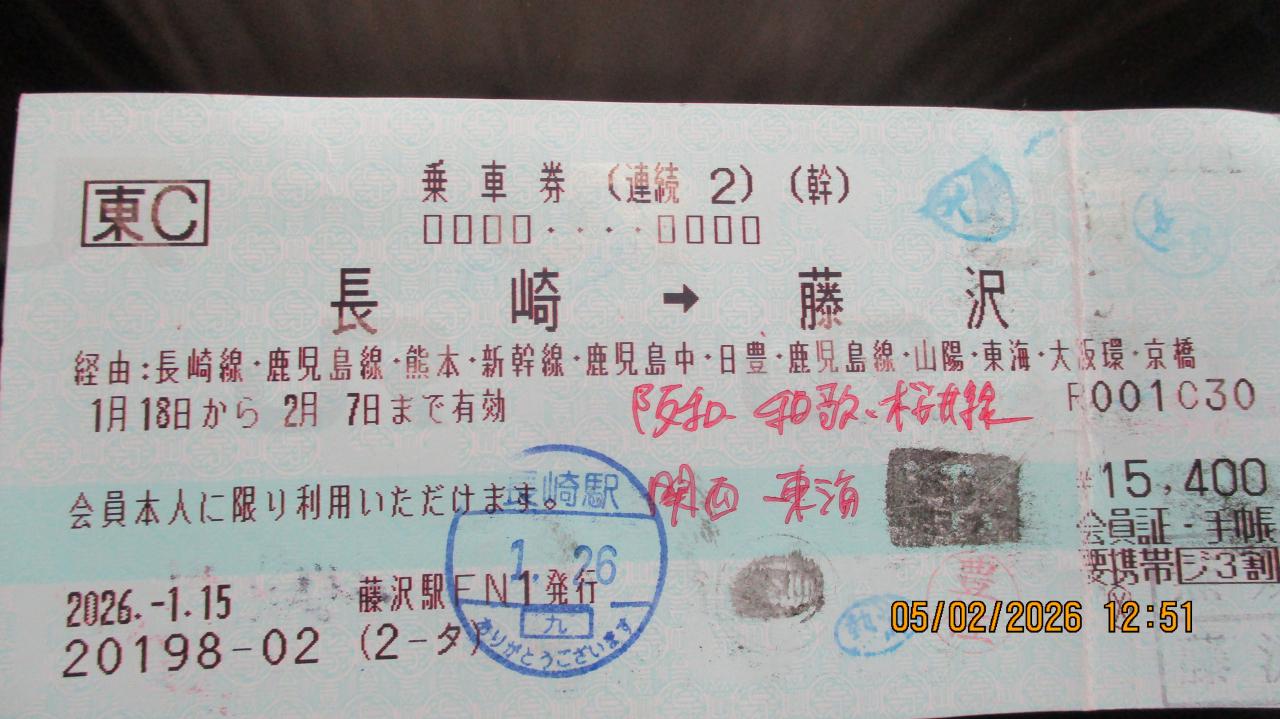 東C
乗車券 (連続 2) (幹)
□□□□····□□□□
長崎 → 藤沢
経由:長崎線・鹿児島線・熊本・新幹線・鹿児島中・日豊・鹿児島線・山陽・東海・大阪環・京橋
1月18日から 2月 7日まで有効
阪和 和歌、桜井線
R001C30
関西 東海
¥15,400
会員本人に限り利用いただけます。
会員証・手帳
要携帯 ジ3割
長崎駅
1. 26
九
ありがとうございます
2026.-1.15
藤沢駅FN1発行
20198-02 (2-タ)
05/02/2026 12:51